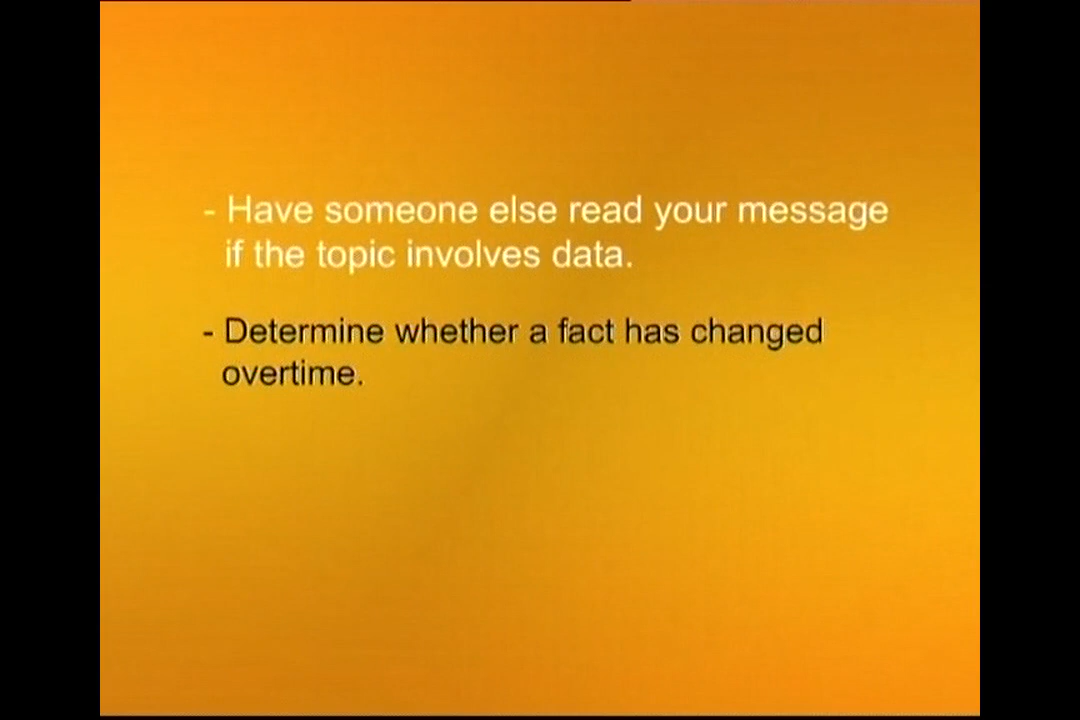 - Have someone else read your message
if the topic involves data.
- Determine whether a fact has changed
overtime.